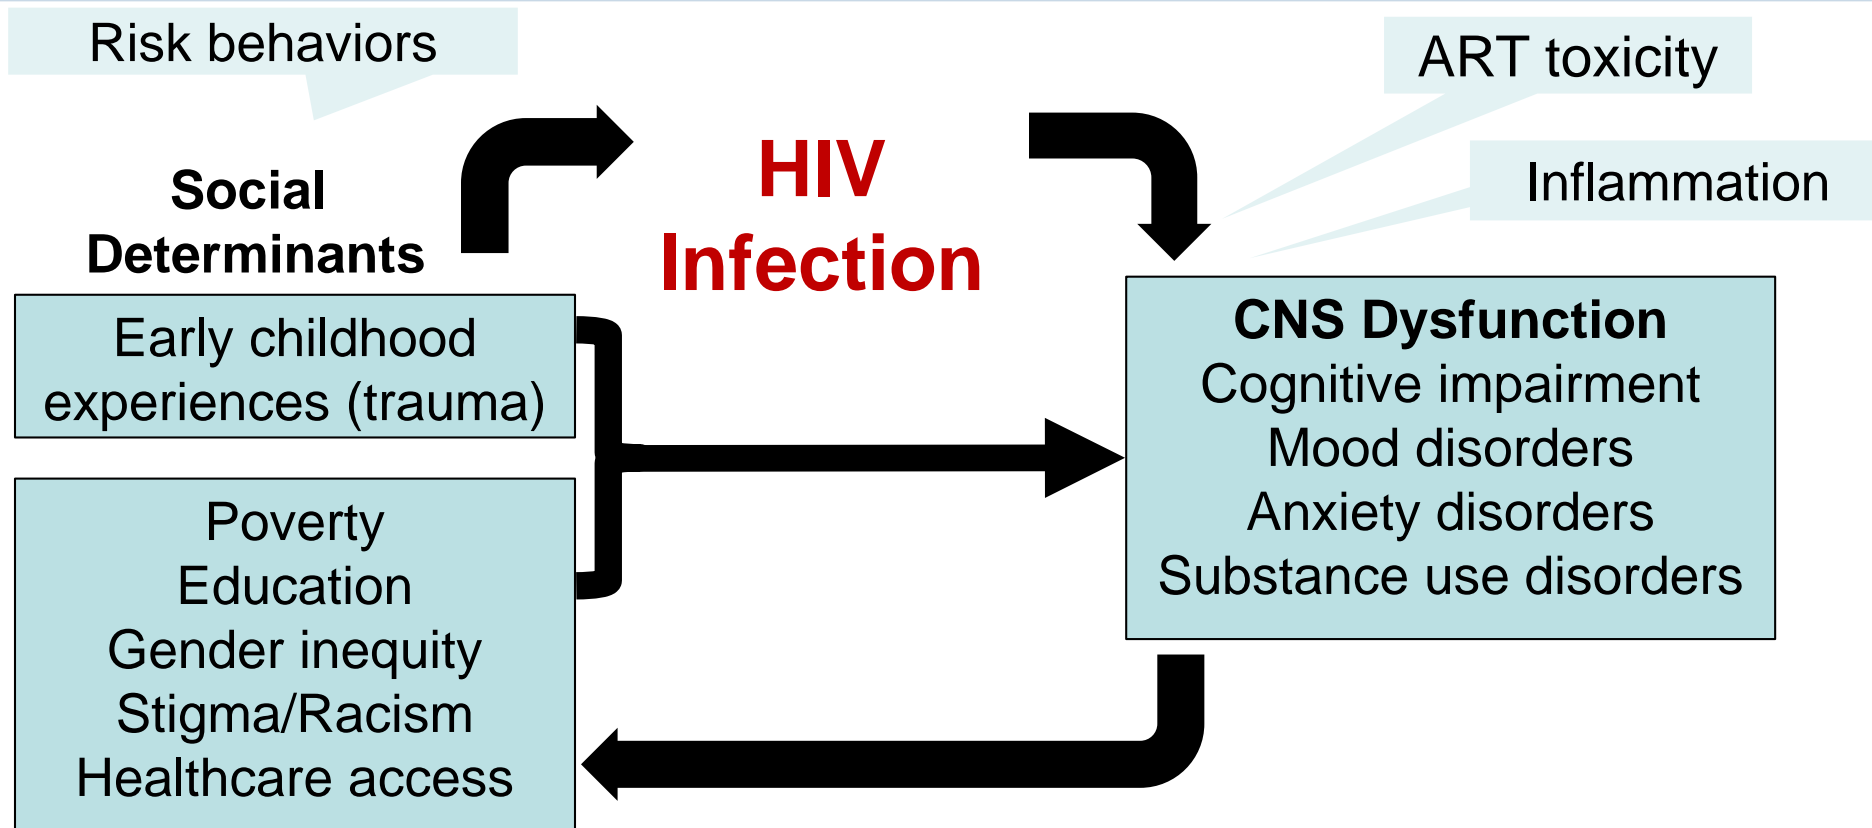 Risk behaviors
ART toxicity
Inflammation
HIV
Infection
Social
Determinants
Early childhood
experiences (trauma)
Poverty
Education
Gender inequity
Stigma/Racism
Healthcare access
CNS Dysfunction
Cognitive impairment
Mood disorders
Anxiety disorders
Substance use disorders